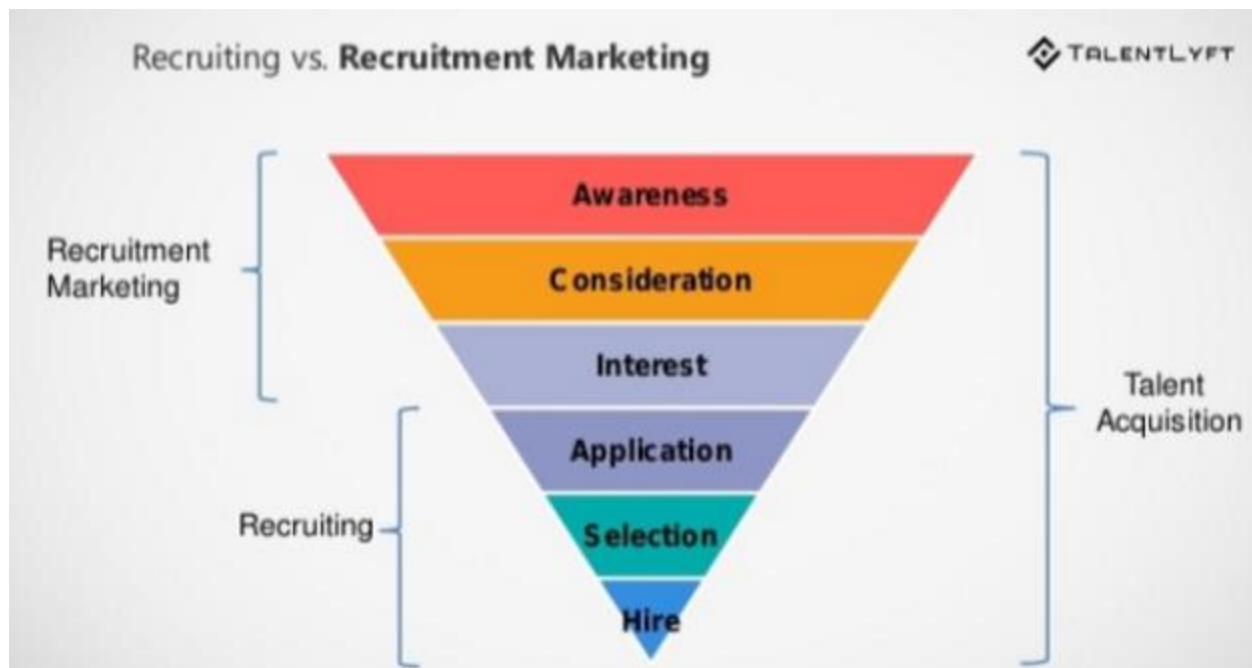 Recruiting vs. Recruitment Marketing
TALENTLYFT
Awareness
Consideration
Interest
Application
Selection
Hire
Recruitment
Marketing
Recruiting
Talent
Acquisition